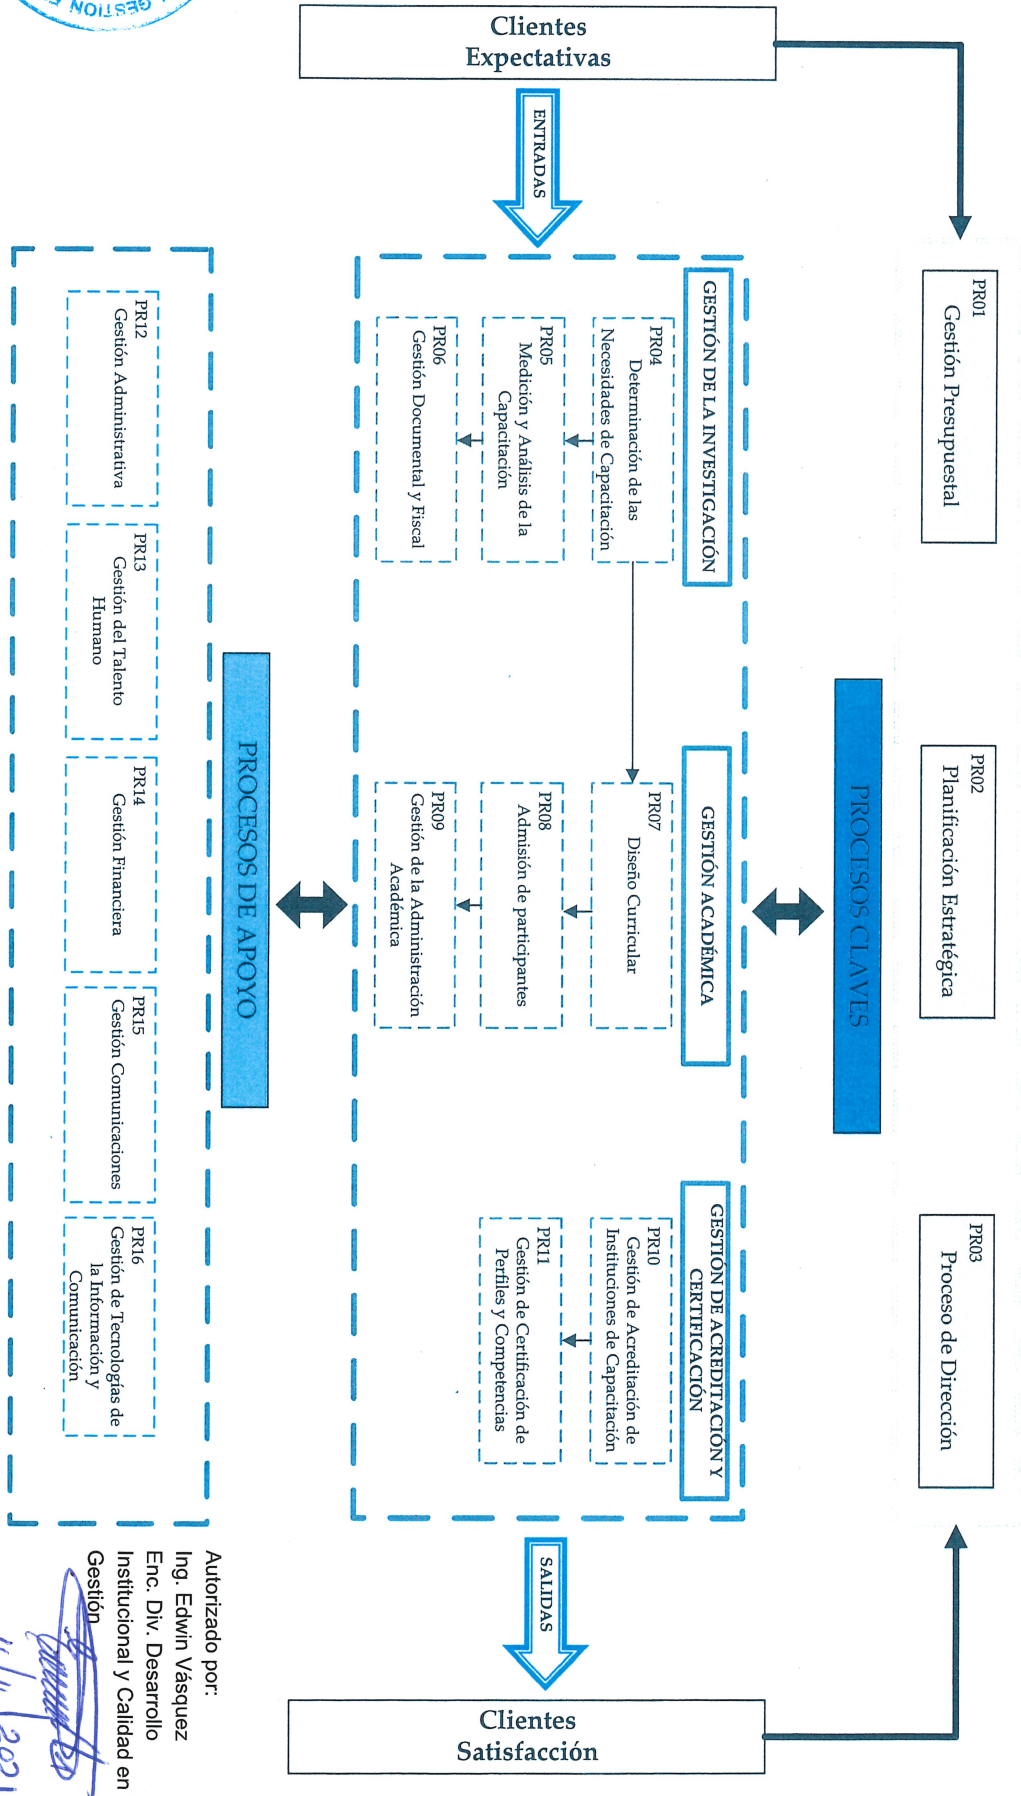 GESTION
Clientes
Expectativas
ENTRADAS
PR01
Gestión Presupuestal
PR02
Planificación Estratégica
PR03
Proceso de Dirección
PROCESOS CLAVES
GESTIÓN DE LA INVESTIGACIÓN
PR04
Determinación de las
Necesidades de Capacitación
PR05
Medición y Análisis de la
Capacitación
PR06
Gestión Documental y Fiscal
GESTIÓN ACADÉMICA
PR07
Diseño Curricular
PR08
Admisión de participantes
PR09
Gestión de la Administración
Académica
GESTIÓN DE ACREDITACIÓN Y
CERTIFICACIÓN
PR10
Gestión de Acreditación de
Instituciones de Capacitación
PR11
Gestión de Certificación de
Perfiles y Competencias
PROCESOS DE APOYO
PR12
Gestión Administrativa
PR13
Gestión del Talento
Humano
PR14
Gestión Financiera
PR15
Gestión Comunicaciones
PR16
Gestión de Tecnologías de
la Información y
Comunicación
SALIDAS
Clientes
Satisfacción
Autorizado por:
Ing. Edwin Vásquez
Enc. Div. Desarrollo
Institucional y Calidad en
Gestión